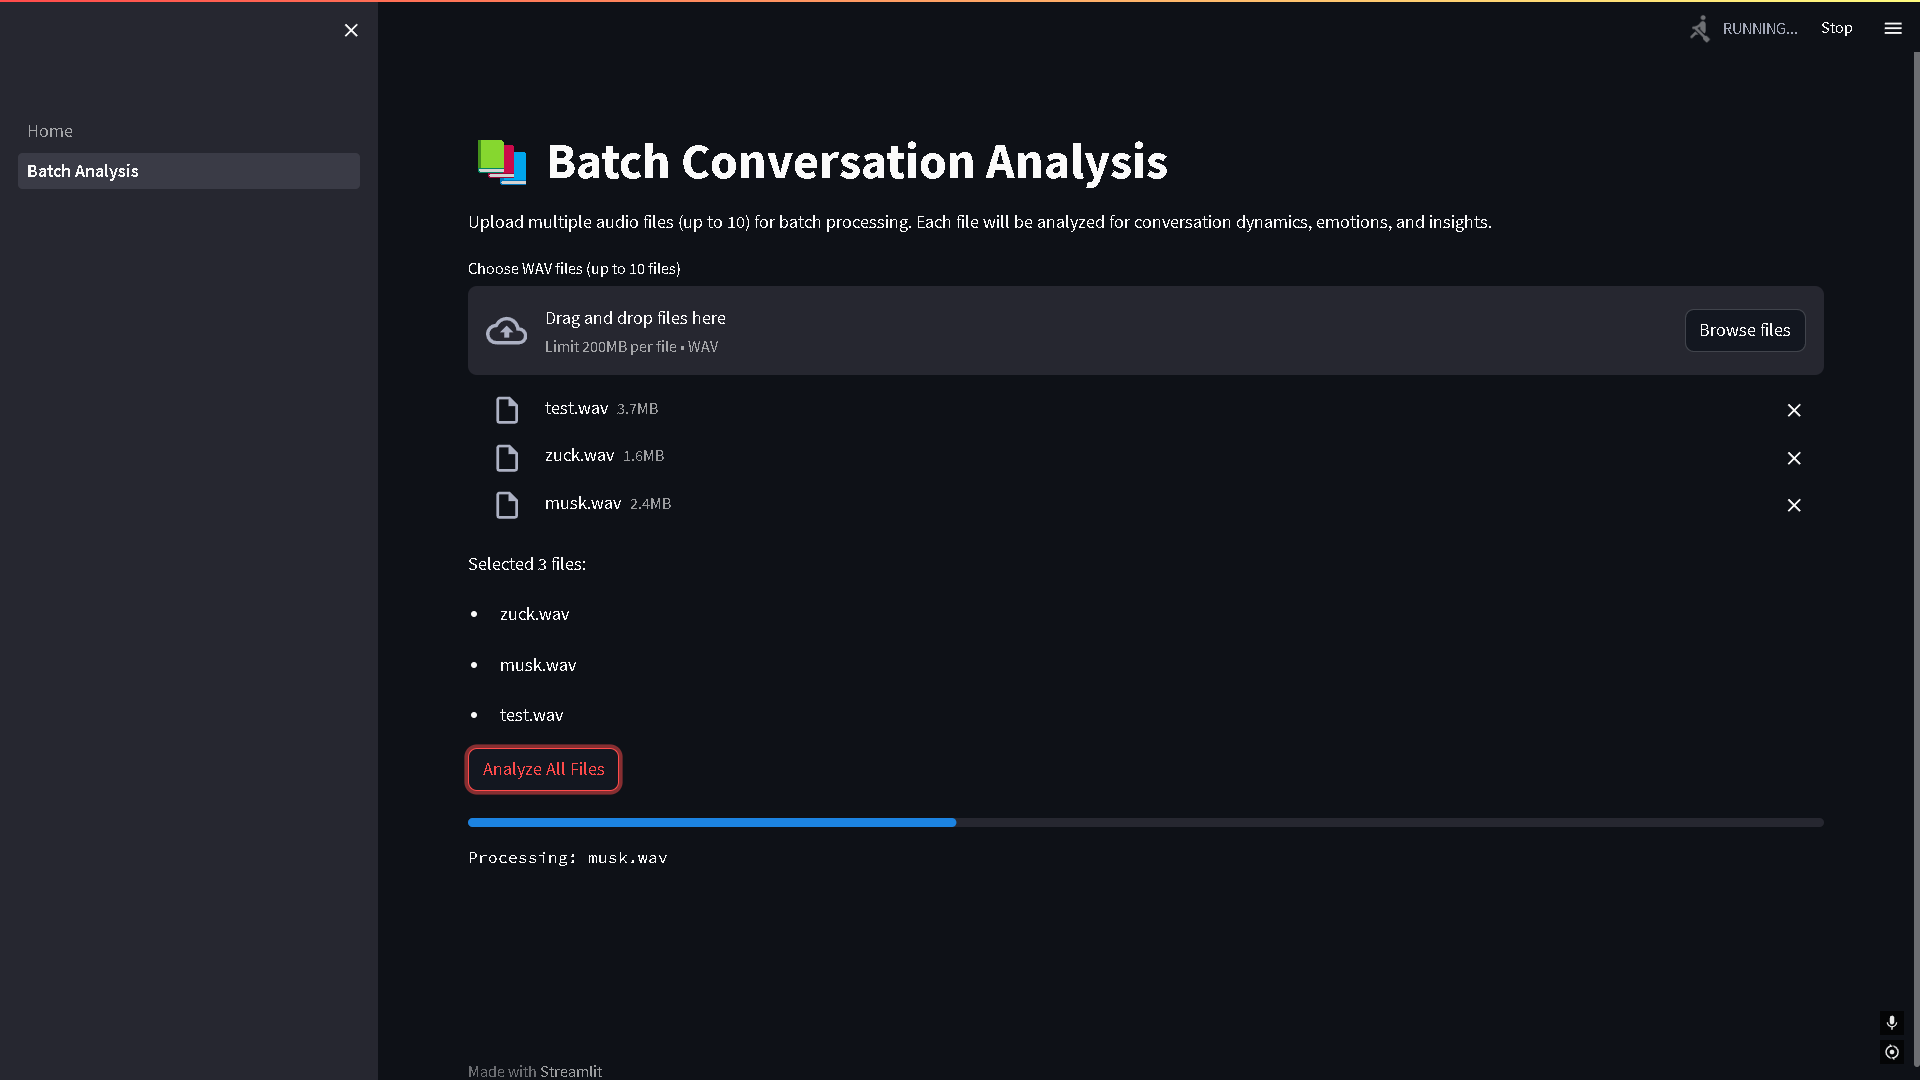 RUNNING...
Stop
Home
Batch Analysis
Batch Conversation Analysis
Upload multiple audio files (up to 10) for batch processing. Each file will be analyzed for conversation dynamics, emotions, and insights.
Choose WAV files (up to 10 files)
Drag and drop files here
Limit 200MB per file • WAV
Browse files
test.wav 3.7MB
zuck.wav 1.6MB
musk.wav 2.4MB
Selected 3 files:
• zuck.wav
• musk.wav
• test.wav
Analyze All Files
Processing: musk.wav
Made with Streamlit